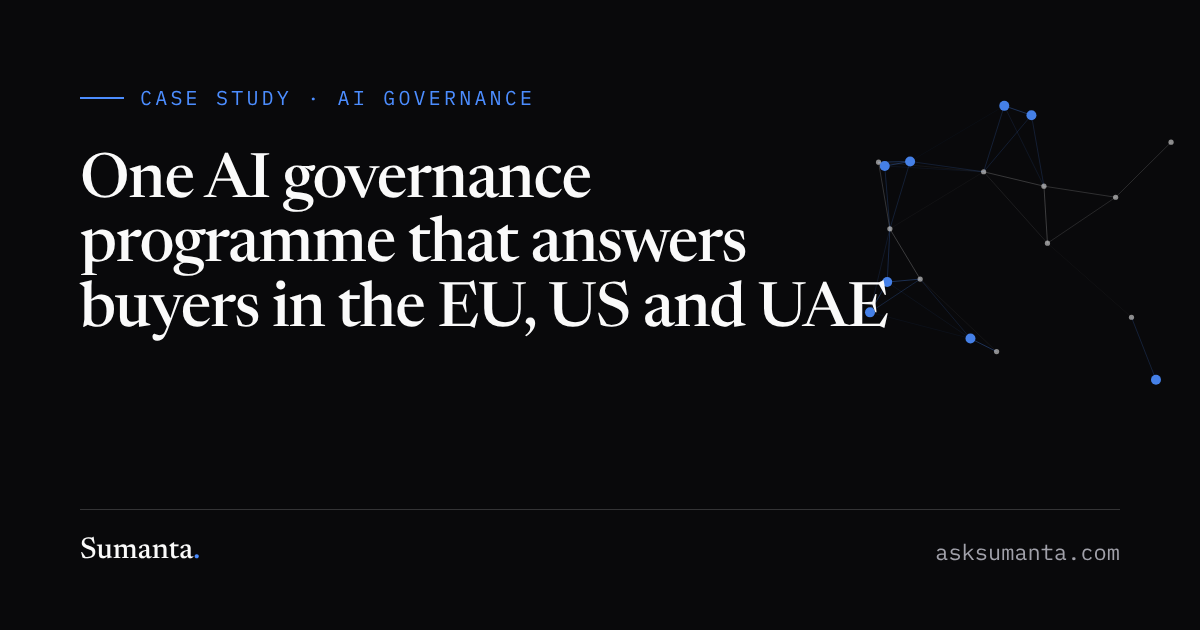 CASE STUDY · AI GOVERNANCE
One AI governance
programme that answers
buyers in the EU, US and UAE
Sumanta.
asksumanta.com